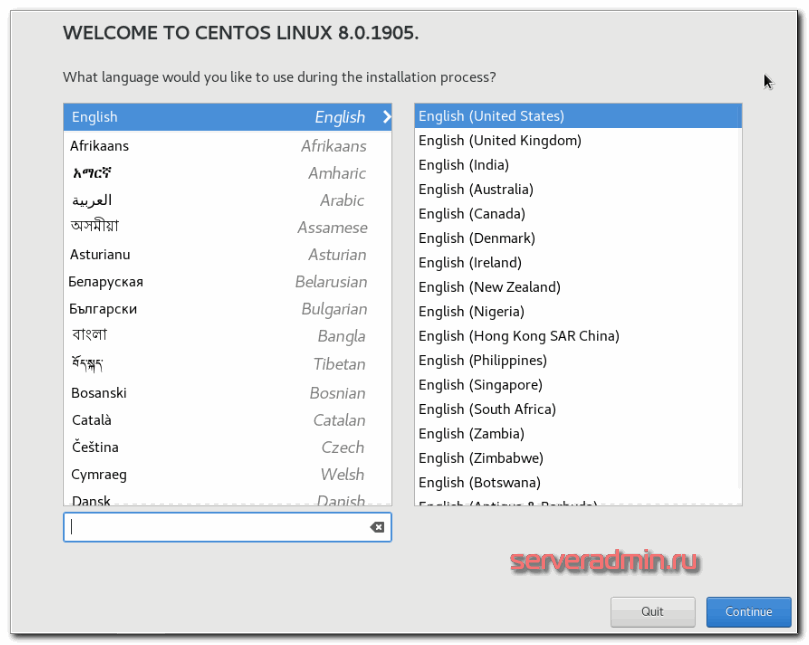 WELCOME TO CENTOS LINUX 8.0.1905.
What language would you like to use during the installation process?
English English
Afrikaans Afrikaans
አማርኛ Amharic
العربية Arabic
অসমীয়া Assamese
Asturianu Asturian
Беларуская Belarusian
Български Bulgarian
বাংলা Bangla
བོད་སྐད་ Tibetan
Bosanski Bosnian
Català Catalan
Čeština Czech
Cymraeg Welsh
Dansk Danish
English (United States)
English (United Kingdom)
English (India)
English (Australia)
English (Canada)
English (Denmark)
English (Ireland)
English (New Zealand)
English (Nigeria)
English (Hong Kong SAR China)
English (Philippines)
English (Singapore)
English (South Africa)
English (Zambia)
English (Zimbabwe)
English (Botswana)
English (Antigua & Barbuda)
serveradmin.ru
Quit
Continue